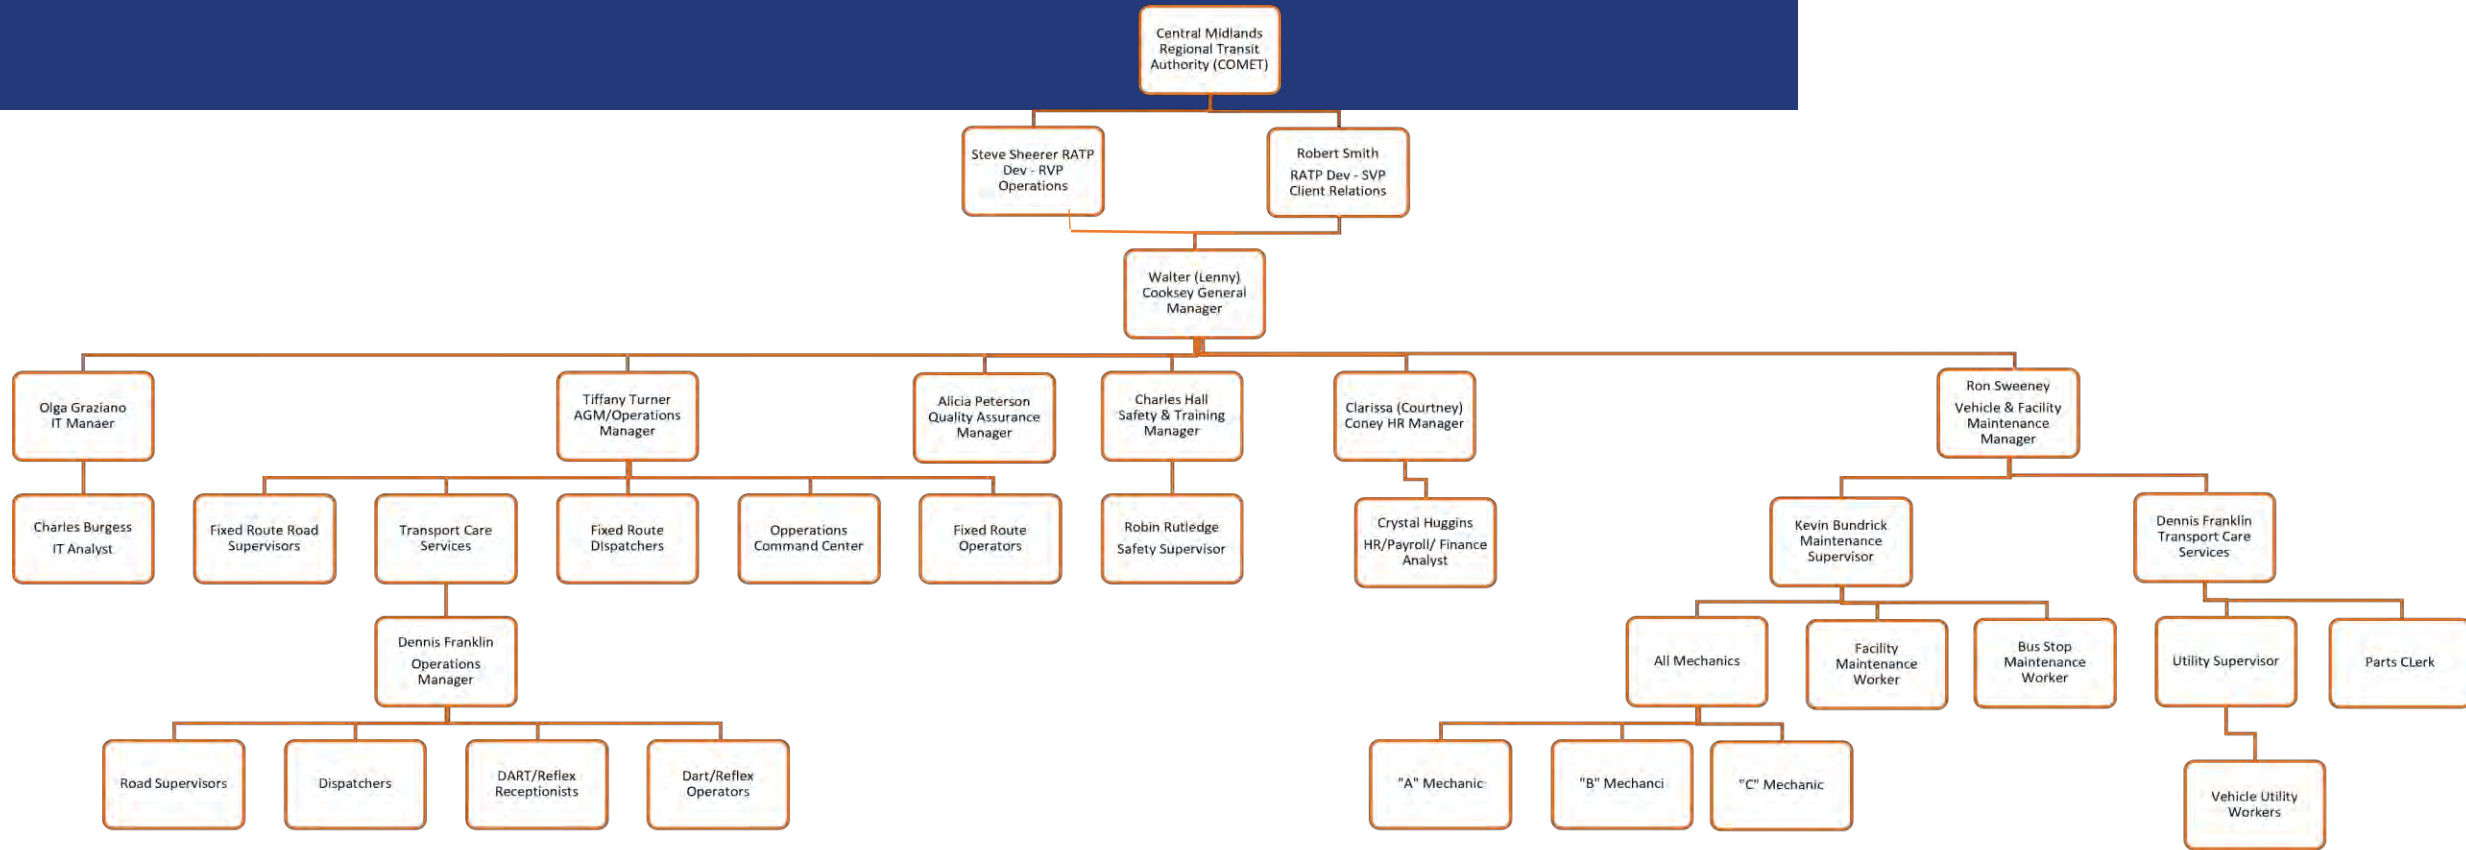 Central Midlands
Regional Transit
Authority (COMET)
Steve Sheerer RATP
Dev - RVP
Operations
Robert Smith
RATP Dev - SVP
Client Relations
Walter (Lenny)
Cooksey General
Manager
Olga Graziano
IT Manaer
Tiffany Turner
AGM/Operations
Manager
Alicia Peterson
Quality Assurance
Manager
Charles Hall
Safety & Training
Manager
Clarissa (Courtney)
Coney HR Manager
Ron Sweeney
Vehicle & Facility
Maintenance
Manager
Charles Burgess
IT Analyst
Fixed Route Road
Supervisors
Transport Care
Services
Fixed Route
Dispatchers
Opperations
Command Center
Fixed Route
Operators
Robin Rutledge
Safety Supervisor
Crystal Huggins
HR/Payroll/ Finance
Analyst
Kevin Bundrick
Maintenance
Supervisor
Dennis Franklin
Transport Care
Services
Dennis Franklin
Operations
Manager
All Mechanics
Facility
Maintenance
Worker
Bus Stop
Maintenance
Worker
Utility Supervisor
Parts CLerk
Road Supervisors
Dispatchers
DART/Reflex
Receptionists
Dart/Reflex
Operators
"A" Mechanic
"B" Mechanci
"C" Mechanic
Vehicle Utility
Workers